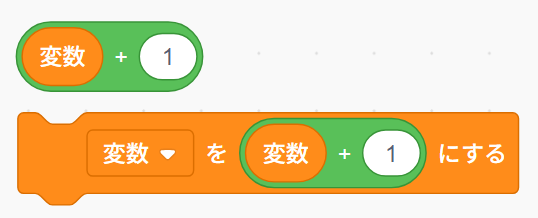 変数 + 1
変数 を 変数 + 1 にする